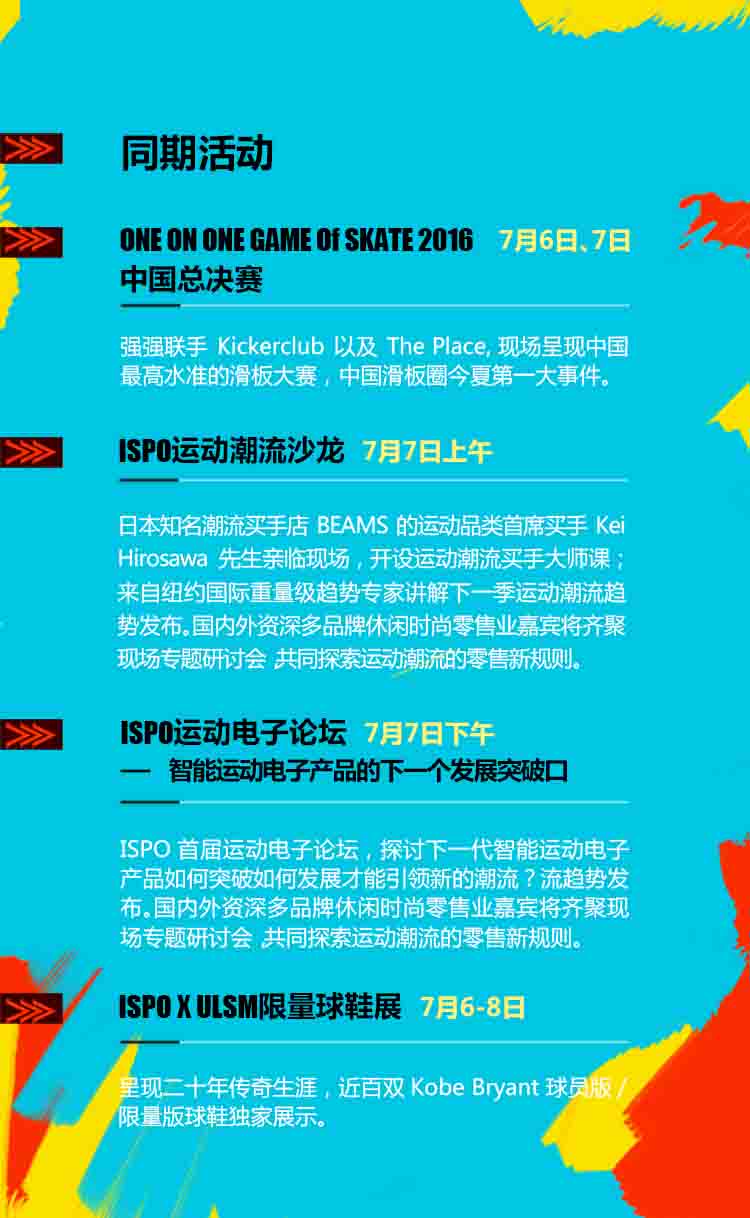 同期活动
ONE ON ONE GAME Of SKATE 2016 7月6日、7日
中国总决赛
强强联手 Kickerclub 以及 The Place, 现场呈现中国
最高水准的滑板大赛，中国滑板圈今夏第一大事件。
ISPO运动潮流沙龙 7月7日上午
日本知名潮流买手店 BEAMS 的运动品类首席买手 Kei
Hirosawa 先生亲临现场，开设运动潮流买手大师课；
来自纽约国际重量级趋势专家讲解下一季运动潮流趋
势发布。国内外资深多品牌休闲时尚零售业嘉宾将齐聚
现场专题研讨会，共同探索运动潮流的零售新规则。
ISPO运动电子论坛 7月7日下午
— 智能运动电子产品的下一个发展突破口
ISPO 首届运动电子论坛，探讨下一代智能运动电子
产品如何突破如何发展才能引领新的潮流？流趋势发
布。国内外资深多品牌休闲时尚零售业嘉宾将齐聚现
场专题研讨会，共同探索运动潮流的零售新规则。
ISPO X ULSM限量球鞋展 7月6-8日
呈现二十年传奇生涯，近百双 Kobe Bryant 球员版 /
限量版球鞋独家展示。